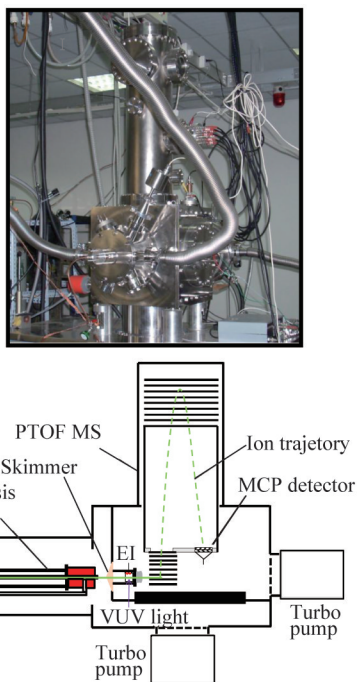 PTOF MS
Ion trajetory
Skimmer
sis
MCP detector
EI
VUV light
Turbo
pump
Turbo
pump